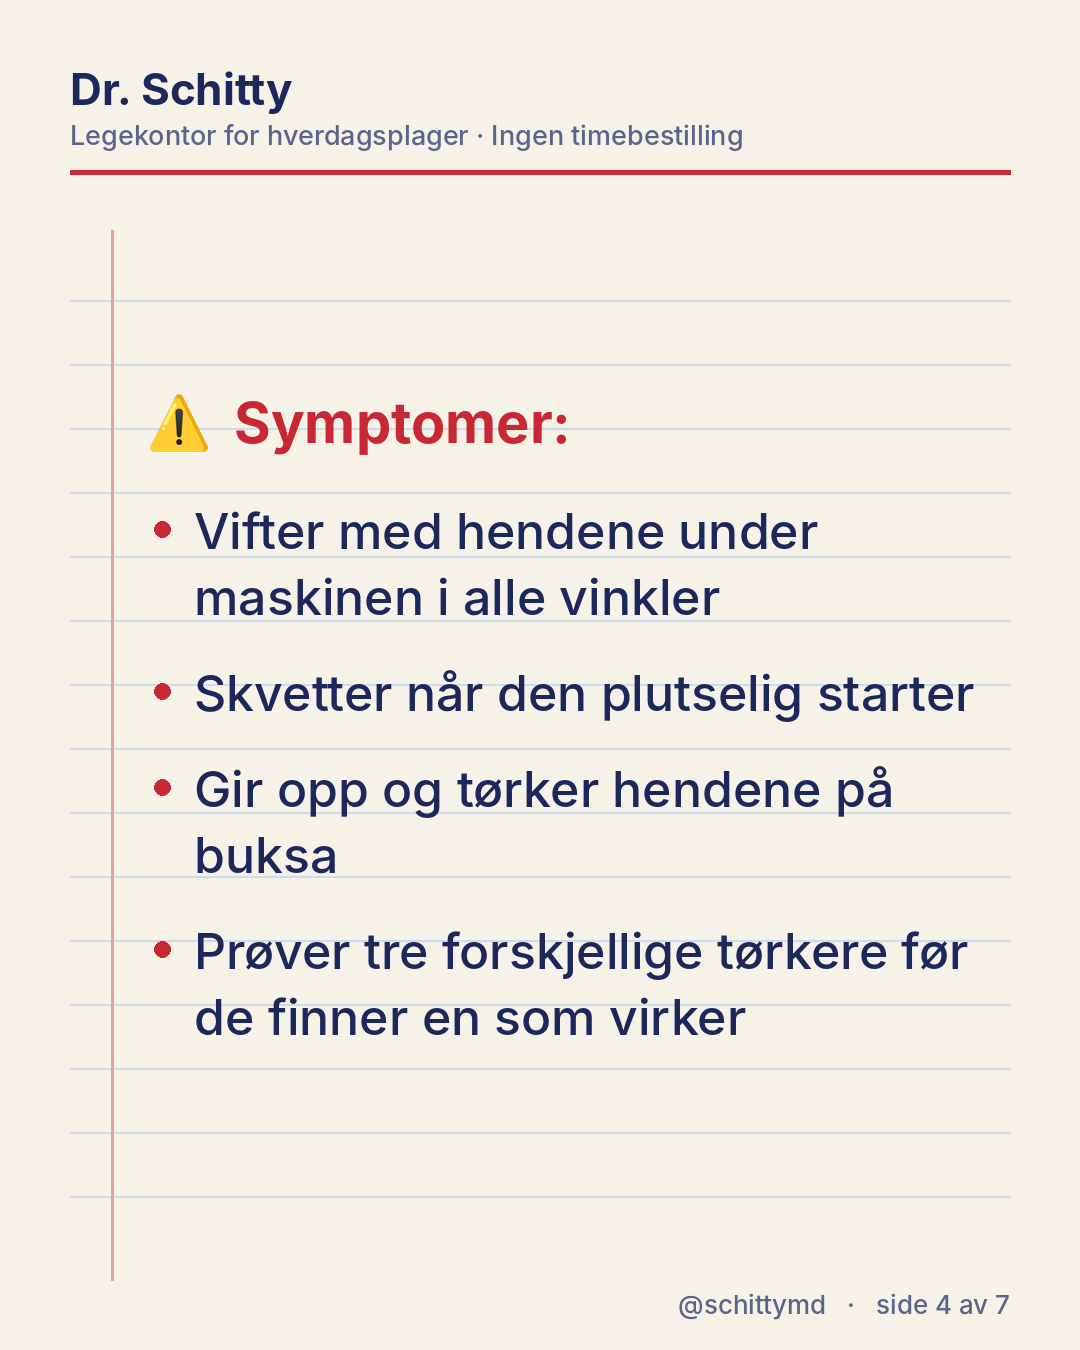 Dr. Schitty
Legekontor for hverdagsplager · Ingen timebestilling
⚠️ Symptomer:
• Vifter med hendene under
maskinen i alle vinkler
• Skvetter når den plutselig starter
• Gir opp og tørker hendene på
buksa
• Prøver tre forskjellige tørkere før
de finner en som virker
@schittymd · side 4 av 7